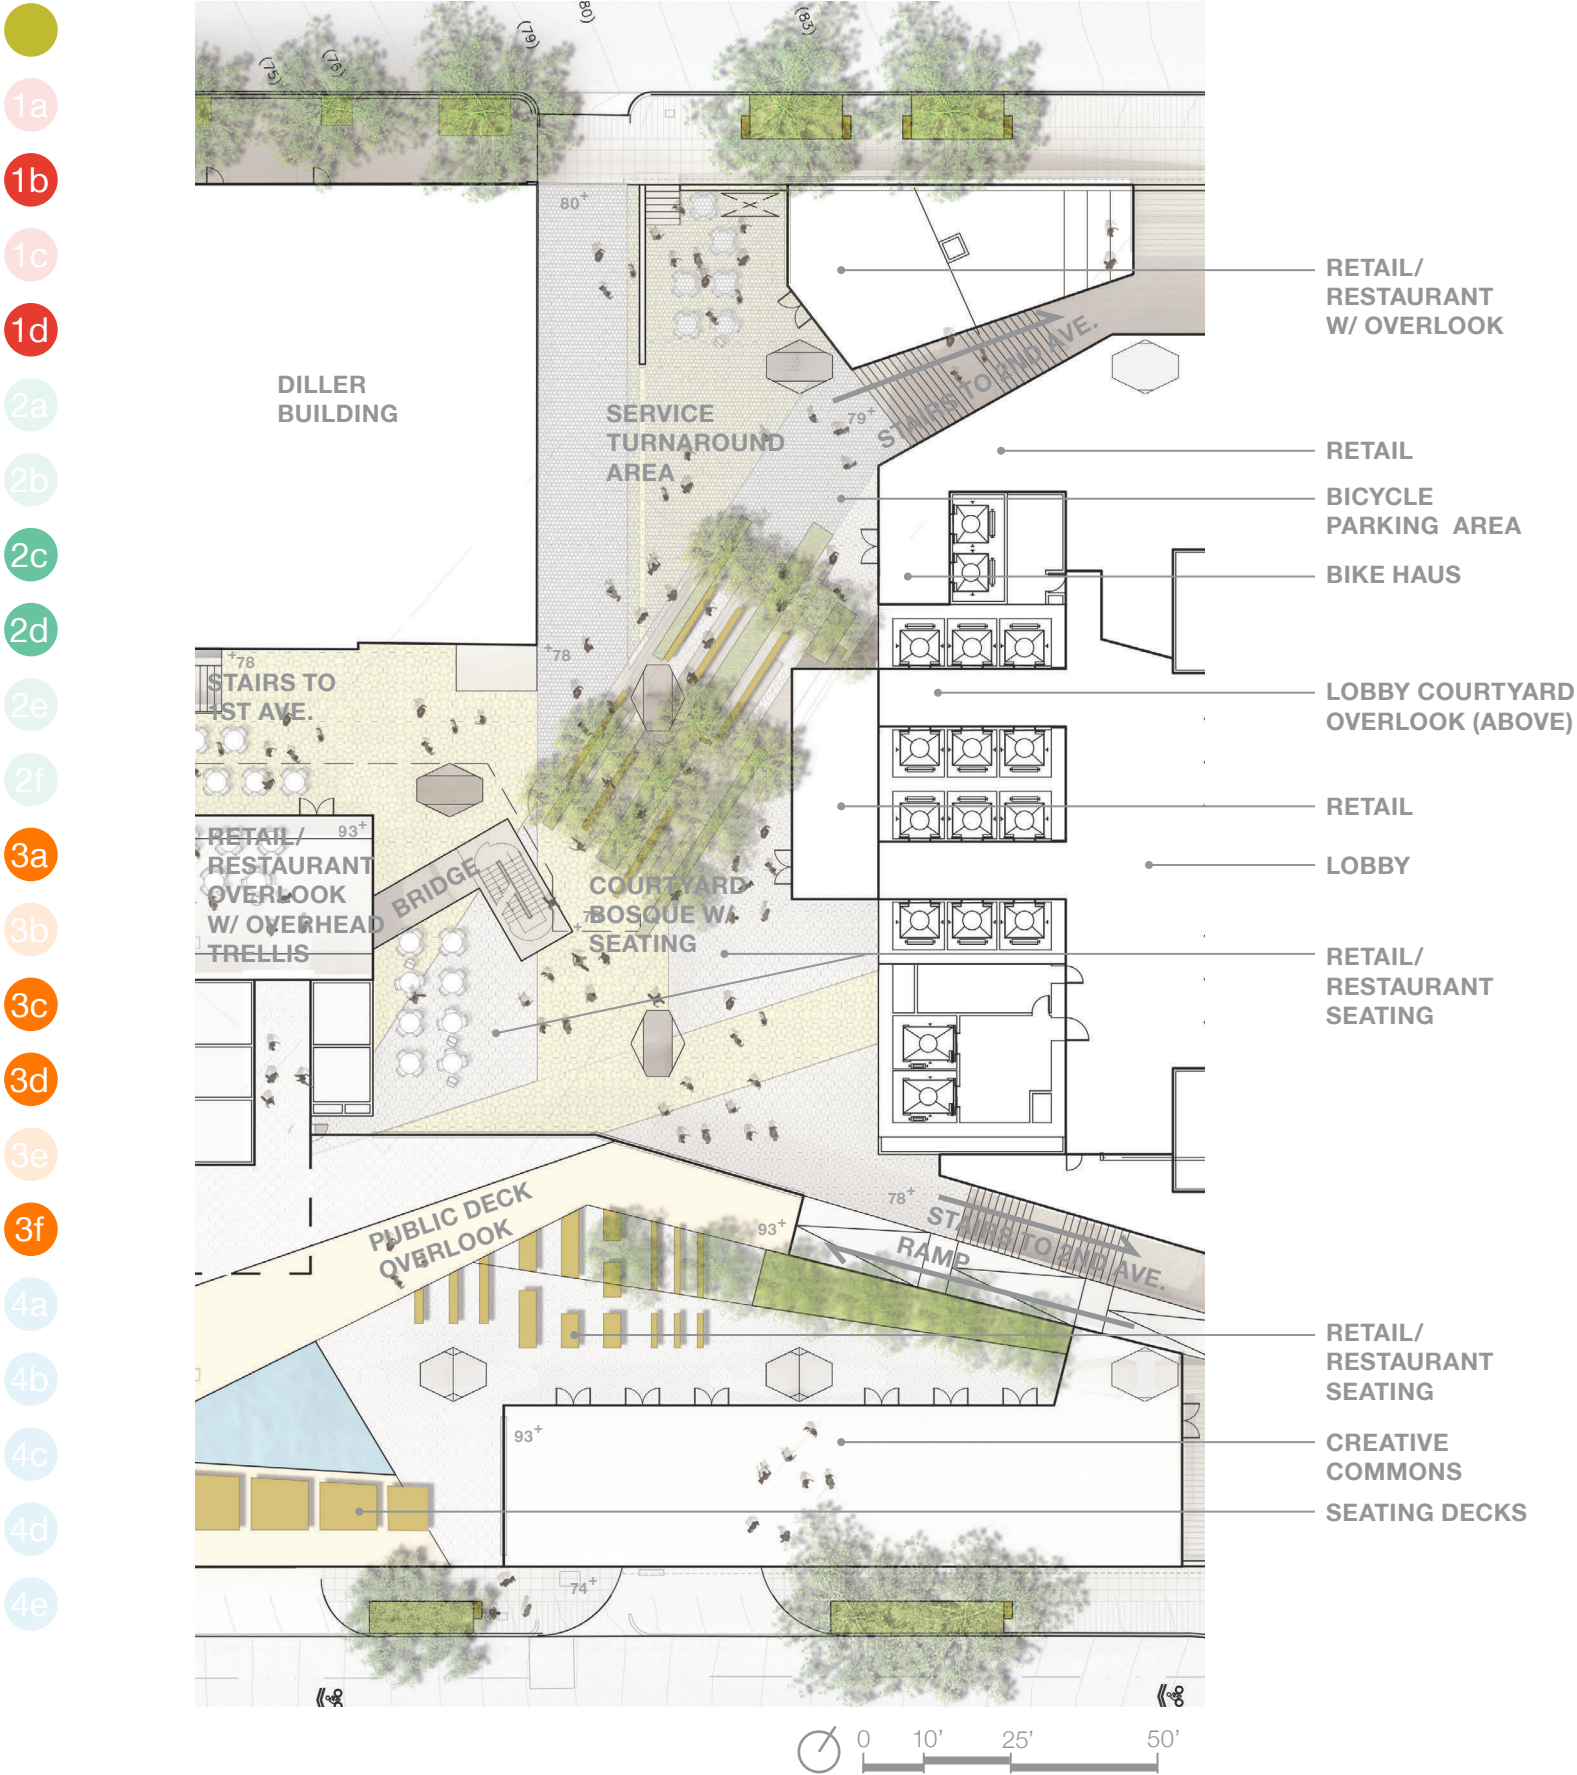 1a
1b
1c
1d
2a
2b
2c
2d
2e
2f
3a
3b
3c
3d
3e
3f
4a
4b
4c
4d
4e
(75)
(76)
(79)
80)
(83)
80+
DILLER
BUILDING
SERVICE
TURNAROUND
AREA
79+
STAIRS TO 2ND AVE.
RETAIL/
RESTAURANT
W/ OVERLOOK
RETAIL
BICYCLE
PARKING AREA
BIKE HAUS
+78
+78
STAIRS TO
1ST AVE.
LOBBY COURTYARD
OVERLOOK (ABOVE)
RETAIL
LOBBY
93+
RETAIL/
RESTAURANT
OVERLOOK
W/ OVERHEAD
TRELLIS
BRIDGE
COURTYARD
BOSQUE W/
SEATING
RETAIL/
RESTAURANT
SEATING
PUBLIC DECK
OVERLOOK
93+
78+
STAIRS TO 2ND AVE.
RAMP
RETAIL/
RESTAURANT
SEATING
93+
CREATIVE
COMMONS
SEATING DECKS
74+
0 10’ 25’ 50’